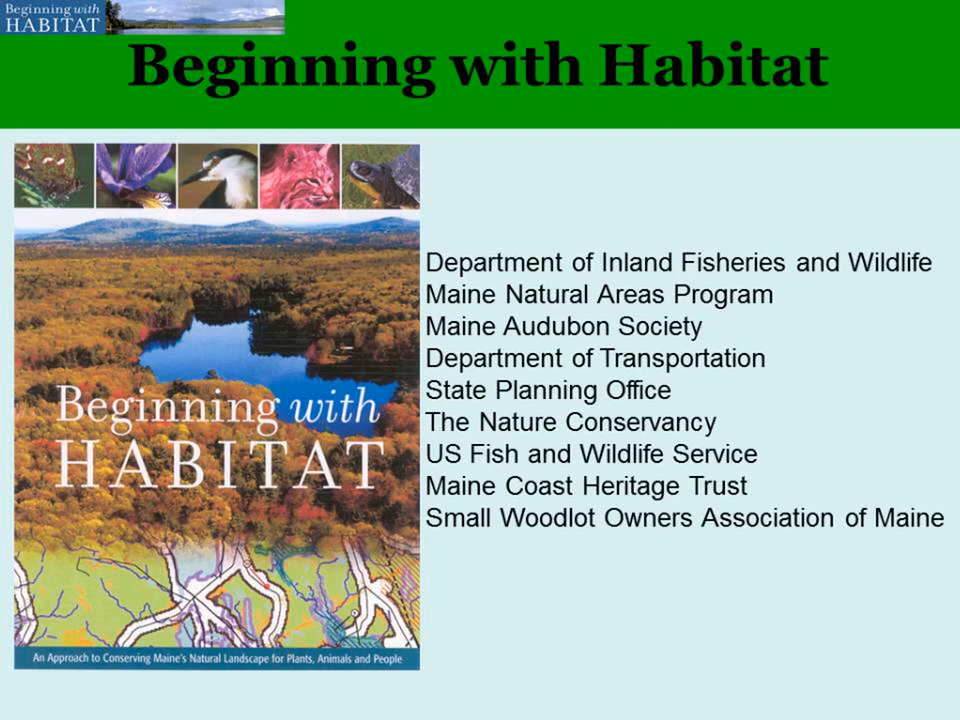 Beginning with
HABITAT
Beginning with Habitat
Beginning with
HABITAT
An Approach to Conserving Maine's Natural Landscape for Plants, Animals and People
Department of Inland Fisheries and Wildlife
Maine Natural Areas Program
Maine Audubon Society
Department of Transportation
State Planning Office
The Nature Conservancy
US Fish and Wildlife Service
Maine Coast Heritage Trust
Small Woodlot Owners Association of Maine